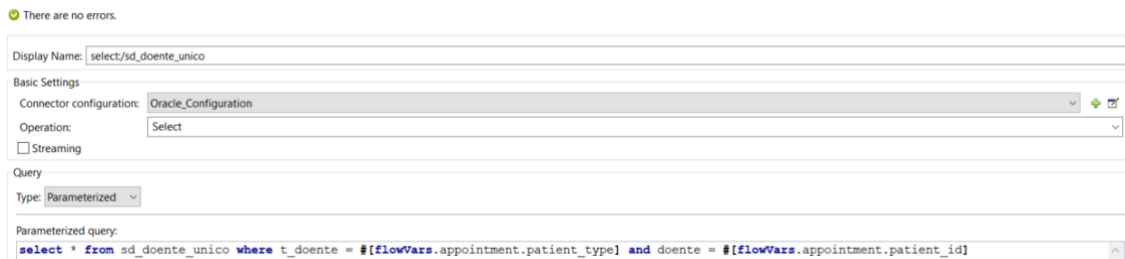 There are no errors.
Display Name: select:/sd_doente_unico
Basic Settings
Connector configuration: Oracle_Configuration
Operation: Select
Streaming
Query
Type: Parameterized
Parameterized query:
select * from sd_doente_unico where t_doente = #[flowVars.appointment.patient_type] and doente = #[flowVars.appointment.patient_id]